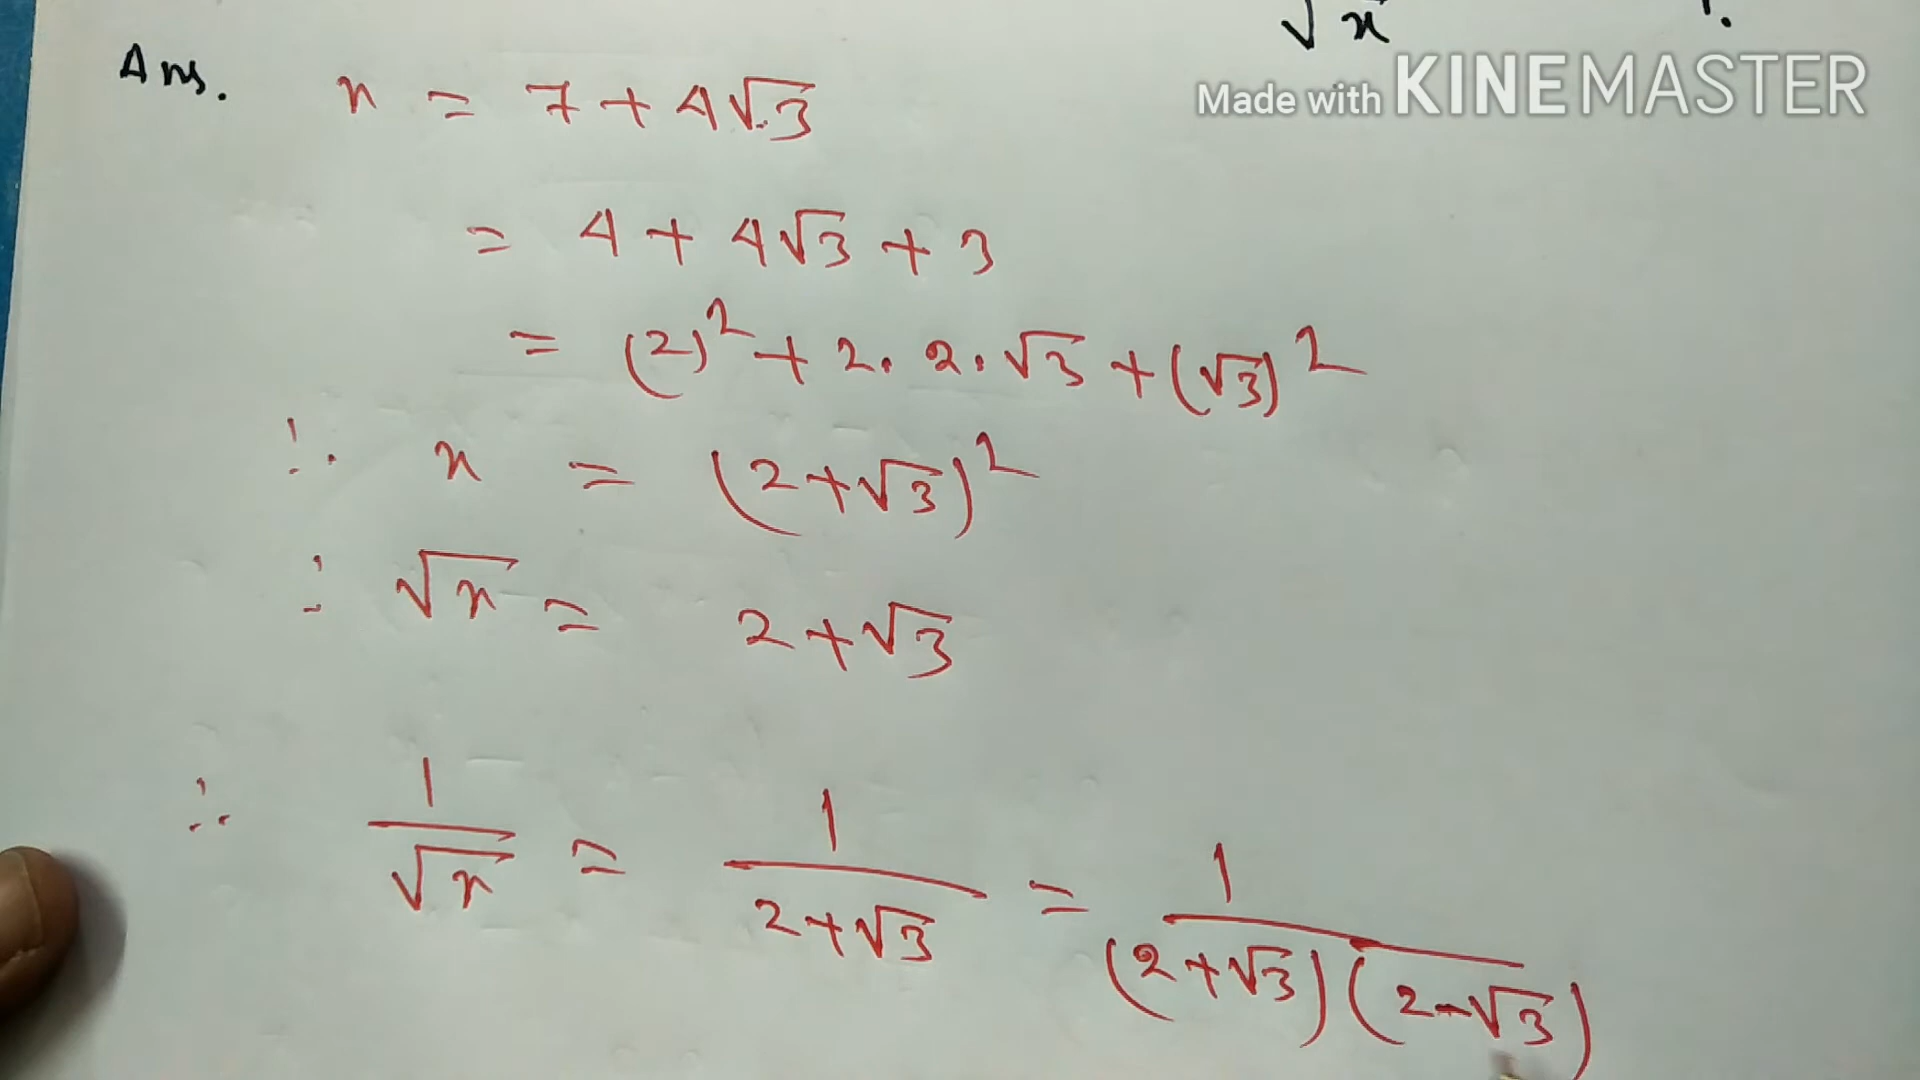 √x ?.
Made with KINEMASTER
Ans. x = 7 + 4√3
= 4 + 4√3 + 3
= (2)² + 2. 2. √3 + (√3)²
∴ x = (2+√3)²
∴ √x = 2+√3
∴ 1/√x = 1/(2+√3) = 1/((2+√3)(2-√3))